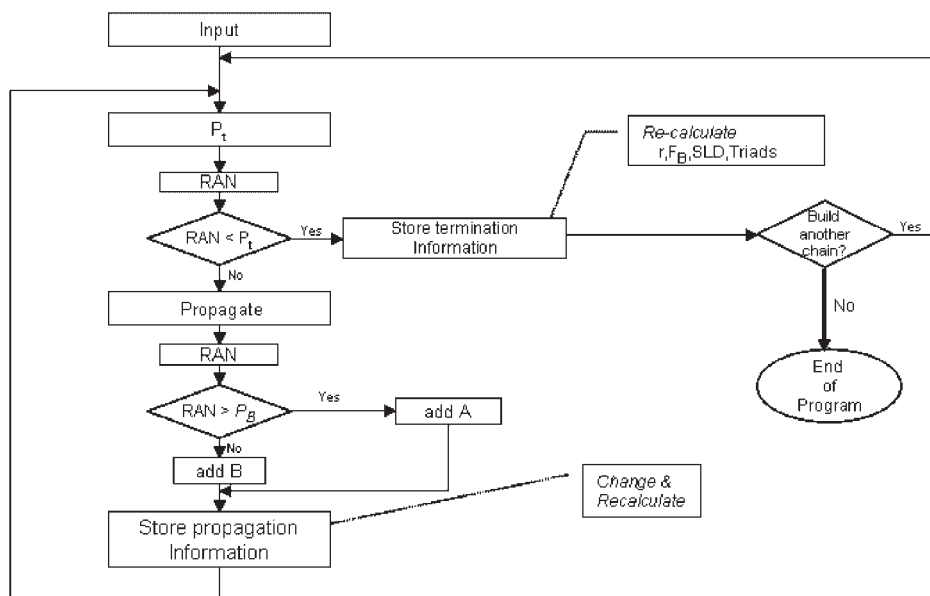 Input
P_t
RAN
RAN < P_t
Yes
No
Store termination
Information
Re-calculate
r,F_B,SLD,Triads
Build
another
chain?
Yes
No
End
of
Program
Propagate
RAN
RAN > P_B
Yes
No
add A
add B
Store propagation
Information
Change &
Recalculate